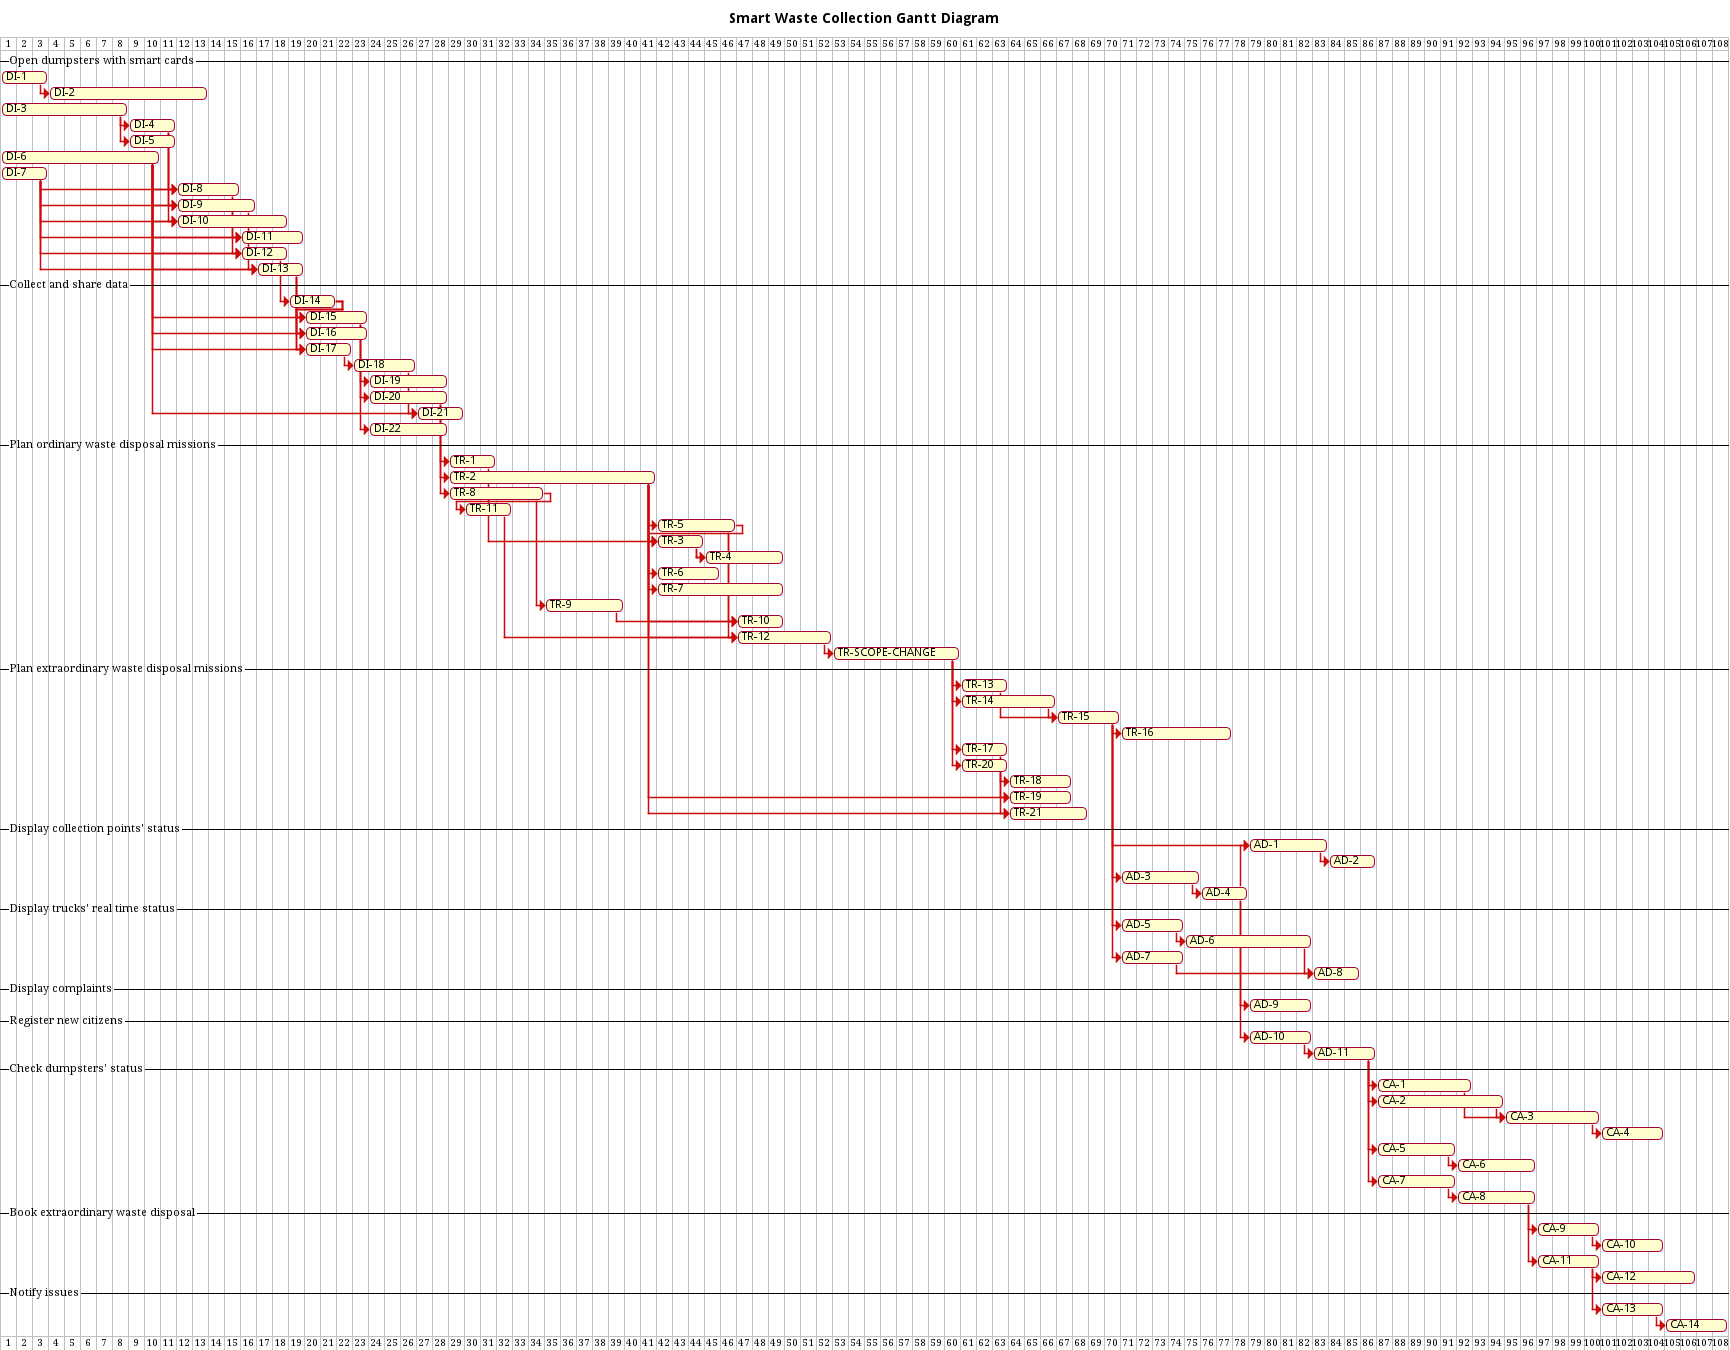 Smart Waste Collection Gantt Diagram
1 2 3 4 5 6 7 8 9 10 11 12 13 14 15 16 17 18 19 20 21 22 23 24 25 26 27 28 29 30 31 32 33 34 35 36 37 38 39 40 41 42 43 44 45 46 47 48 49 50 51 52 53 54 55 56 57 58 59 60 61 62 63 64 65 66 67 68 69 70 71 72 73 74 75 76 77 78 79 80 81 82 83 84 85 86 87 88 89 90 91 92 93 94 95 96 97 98 99 100 101 102 103 104 105 106 107 108
Open dumpsters with smart cards
DI-1
DI-2
DI-3
DI-4
DI-5
DI-6
DI-7
DI-8
DI-9
DI-10
DI-11
DI-12
DI-13
Collect and share data
DI-14
DI-15
DI-16
DI-17
DI-18
DI-19
DI-20
DI-21
DI-22
Plan ordinary waste disposal missions
TR-1
TR-2
TR-8
TR-11
TR-5
TR-3
TR-4
TR-6
TR-7
TR-9
TR-10
TR-12
TR-SCOPE-CHANGE
Plan extraordinary waste disposal missions
TR-13
TR-14
TR-15
TR-16
TR-17
TR-20
TR-18
TR-19
TR-21
Display collection points' status
AD-1
AD-2
AD-3
AD-4
Display trucks' real time status
AD-5
AD-6
AD-7
AD-8
Display complaints
AD-9
Register new citizens
AD-10
AD-11
Check dumpsters' status
CA-1
CA-2
CA-3
CA-4
CA-5
CA-6
CA-7
CA-8
Book extraordinary waste disposal
CA-9
CA-10
CA-11
CA-12
Notify issues
CA-13
CA-14
1 2 3 4 5 6 7 8 9 10 11 12 13 14 15 16 17 18 19 20 21 22 23 24 25 26 27 28 29 30 31 32 33 34 35 36 37 38 39 40 41 42 43 44 45 46 47 48 49 50 51 52 53 54 55 56 57 58 59 60 61 62 63 64 65 66 67 68 69 70 71 72 73 74 75 76 77 78 79 80 81 82 83 84 85 86 87 88 89 90 91 92 93 94 95 96 97 98 99 100 101 102 103 104 105 106 107 108